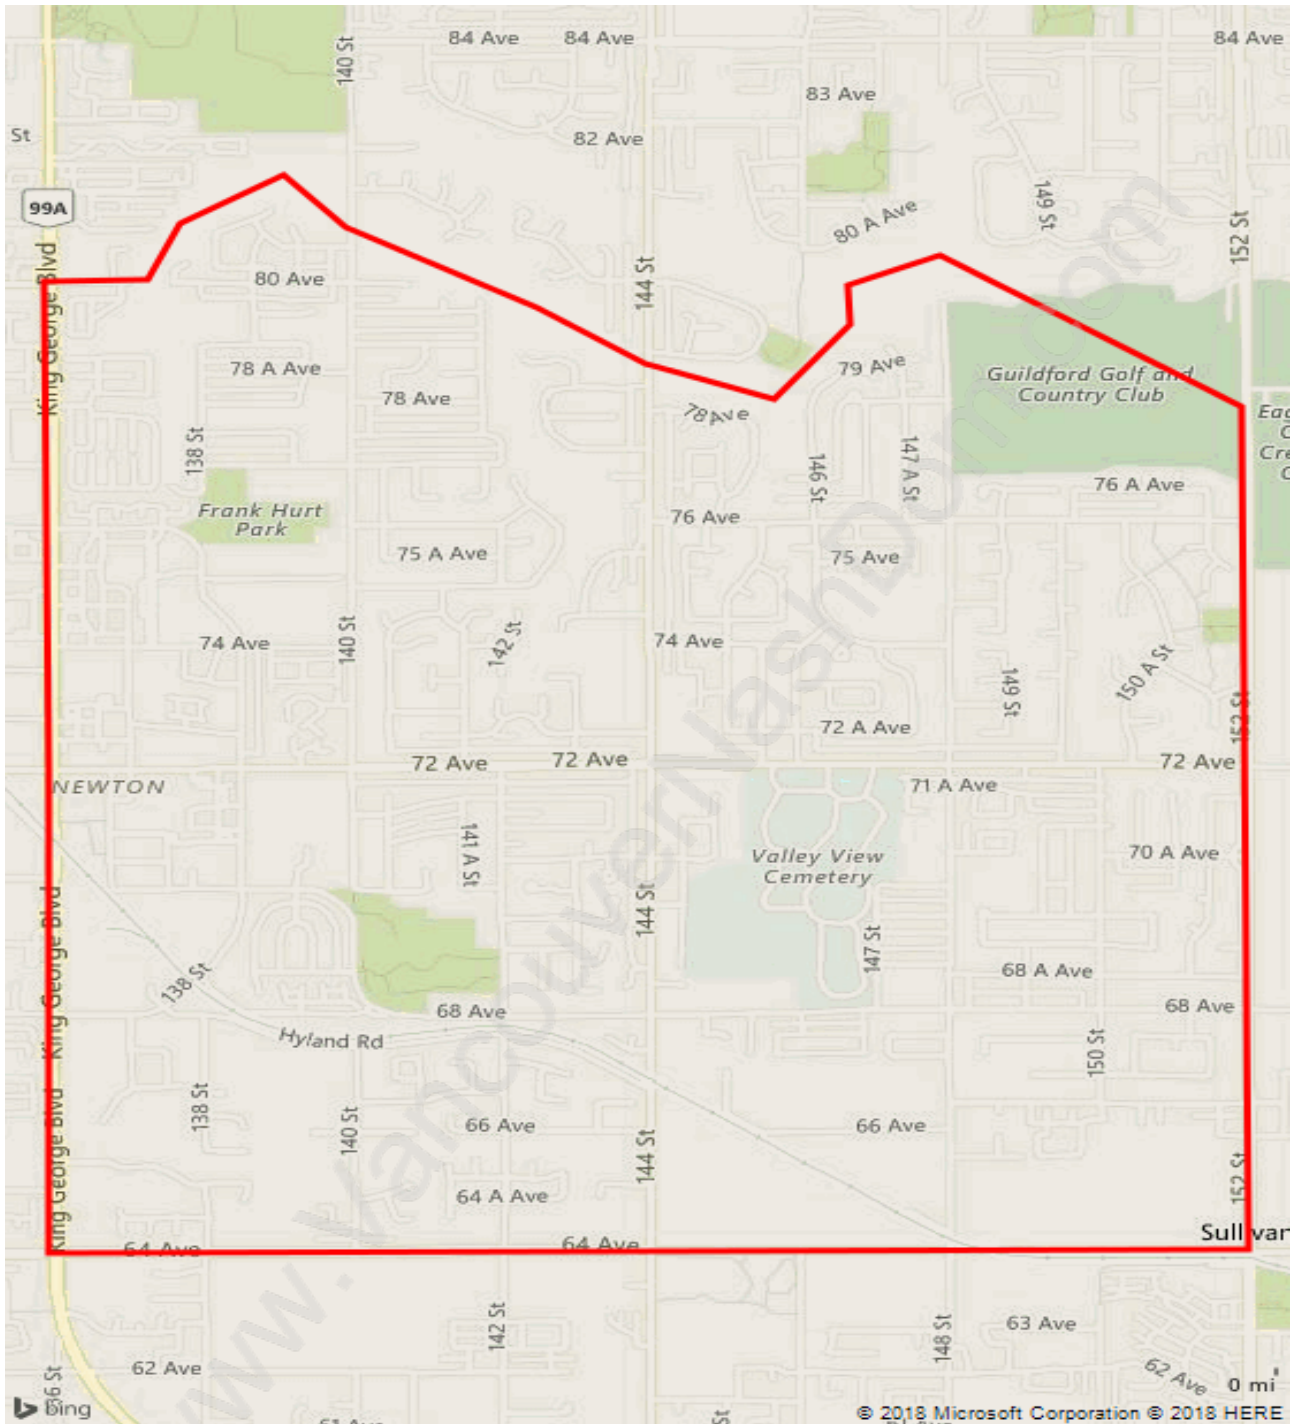 84 Ave
84 Ave
84 Ave
140 St
83 Ave
St
82 Ave
99A
149 St
80 A Ave
152 St
King George Blvd
80 Ave
144 St
78 A Ave
79 Ave
Guildford Golf and
Country Club
78 Ave
78 Ave
Cre
138 St
146 St
147 A St
76 A Ave
Frank Hurt
Park
76 Ave
75 A Ave
75 Ave
74 Ave
140 St
142 St
74 Ave
149 St
150 A St
152 St
72 A Ave
72 Ave
72 Ave
72 Ave
NEWTON
71 A Ave
141 A St
Valley View
Cemetery
70 A Ave
King George Blvd
144 St
147 St
138 St
68 A Ave
68 Ave
68 Ave
Hyland Rd
150 St
King George Blvd
138 St
140 St
66 Ave
144 St
66 Ave
152 St
64 A Ave
64 Ave
64 Ave
Sullivan
142 St
148 St
63 Ave
62 Ave
62 Ave
0 mi
bing
© 2018 Microsoft Corporation © 2018 HERE
www.VancouverNashDom.com